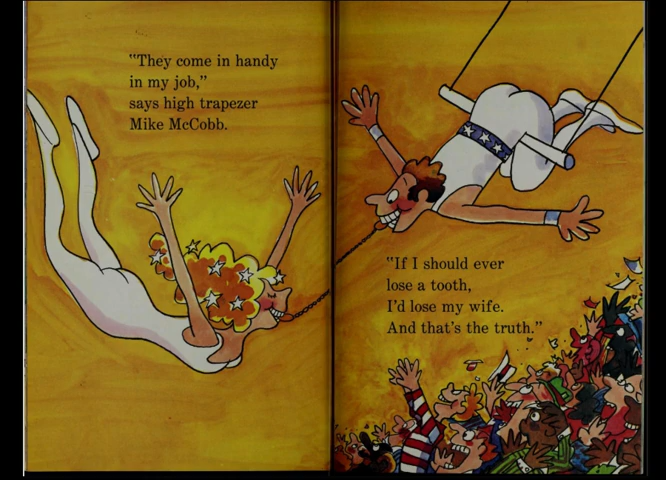 "They come in handy
in my job,"
says high trapezer
Mike McCobb.
"If I should ever
lose a tooth,
I'd lose my wife.
And that's the truth."